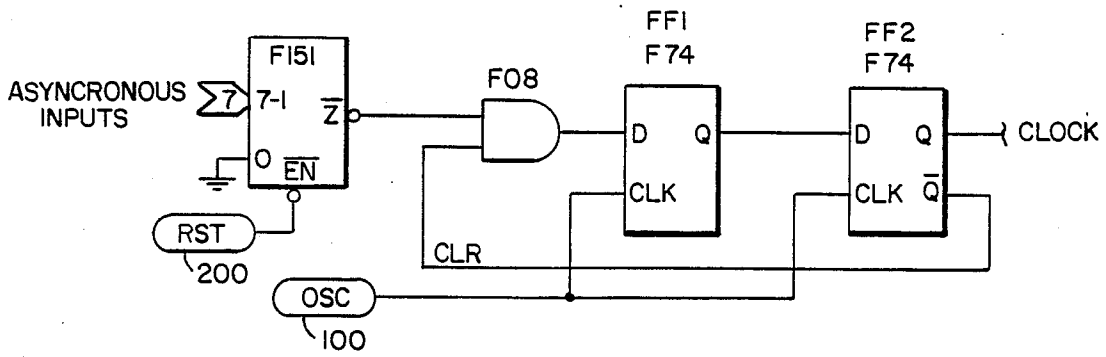 FF1
F74
FF2
F74
F151
F08
ASYNCRONOUS
INPUTS
7
7-1
Z̅
D
Q
D
Q
CLOCK
0
E̅N̅
CLK
CLK
Q̅
RST
200
CLR
OSC
100